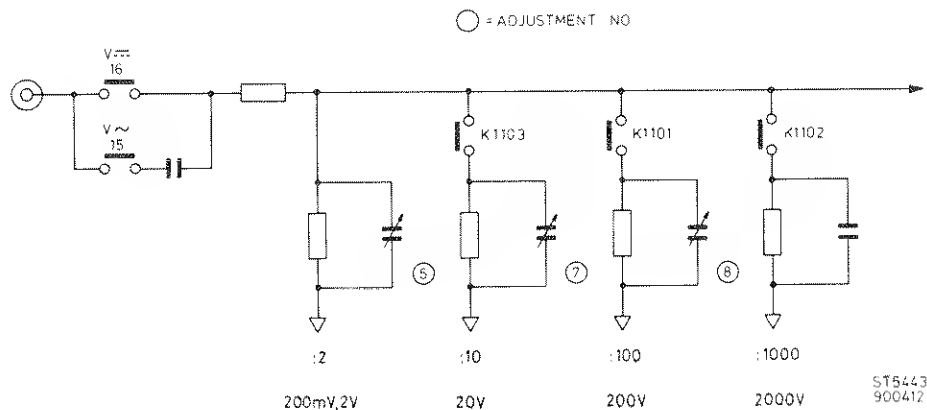 = ADJUSTMENT NO
V⎓
16
V~
15
K1103
K1101
K1102
5
7
8
:2
:10
:100
:1000
200mV,2V
20V
200V
2000V
ST5443
900412